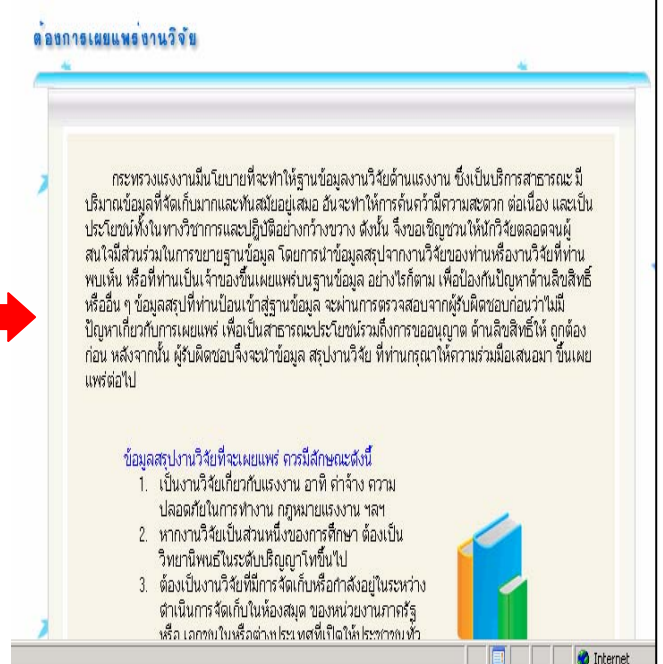 ต้องการเผยแพร่งานวิจัย
กระทรวงแรงงานมีนโยบายที่จะทำให้ฐานข้อมูลงานวิจัยด้านแรงงาน ซึ่งเป็นบริการสาธารณะ มี
ปริมาณข้อมูลที่จัดเก็บมากและทันสมัยอยู่เสมอ อันจะทำให้การค้นคว้ามีความสะดวก ต่อเนื่อง และเป็น
ประโยชน์ทั้งในทางวิชาการและปฏิบัติอย่างกว้างขวาง ดังนั้น จึงขอเชิญชวนให้นักวิจัยตลอดจนผู้
สนใจมีส่วนร่วมในการขยายฐานข้อมูล โดยการนำข้อมูลสรุปจากงานวิจัยของท่านหรืองานวิจัยที่ท่าน
พบเห็น หรือที่ท่านเป็นเจ้าของขึ้นเผยแพร่บนฐานข้อมูล อย่างไรก็ตาม เพื่อป้องกันปัญหาด้านลิขสิทธิ์
หรืออื่น ๆ ข้อมูลสรุปที่ท่านป้อนเข้าสู่ฐานข้อมูล จะผ่านการตรวจสอบจากผู้รับผิดชอบก่อนว่าไม่มี
ปัญหาเกี่ยวกับการเผยแพร่ เพื่อเป็นสาธารณะประโยชน์รวมถึงการขออนุญาต ด้านลิขสิทธิ์ให้ ถูกต้อง
ก่อน หลังจากนั้น ผู้รับผิดชอบจึงจะนำข้อมูล สรุปงานวิจัย ที่ท่านกรุณาให้ความร่วมมือเสนอมา ขึ้นเผย
แพร่ต่อไป
ข้อมูลสรุปงานวิจัยที่จะเผยแพร่ ควรมีลักษณะดังนี้
1. เป็นงานวิจัยเกี่ยวกับแรงงาน อาทิ ค่าจ้าง ความ
ปลอดภัยในการทำงาน กฎหมายแรงงาน ฯลฯ
2. หากงานวิจัยเป็นส่วนหนึ่งของการศึกษา ต้องเป็น
วิทยานิพนธ์ในระดับปริญญาโทขึ้นไป
3. ต้องเป็นงานวิจัยที่มีการจัดเก็บหรือกำลังอยู่ในระหว่าง
ดำเนินการจัดเก็บในห้องสมุด ของหน่วยงานภาครัฐ
หรือ เอกชนในหรือต่างประเทศที่เปิดให้ประชาชนทั่ว
Internet